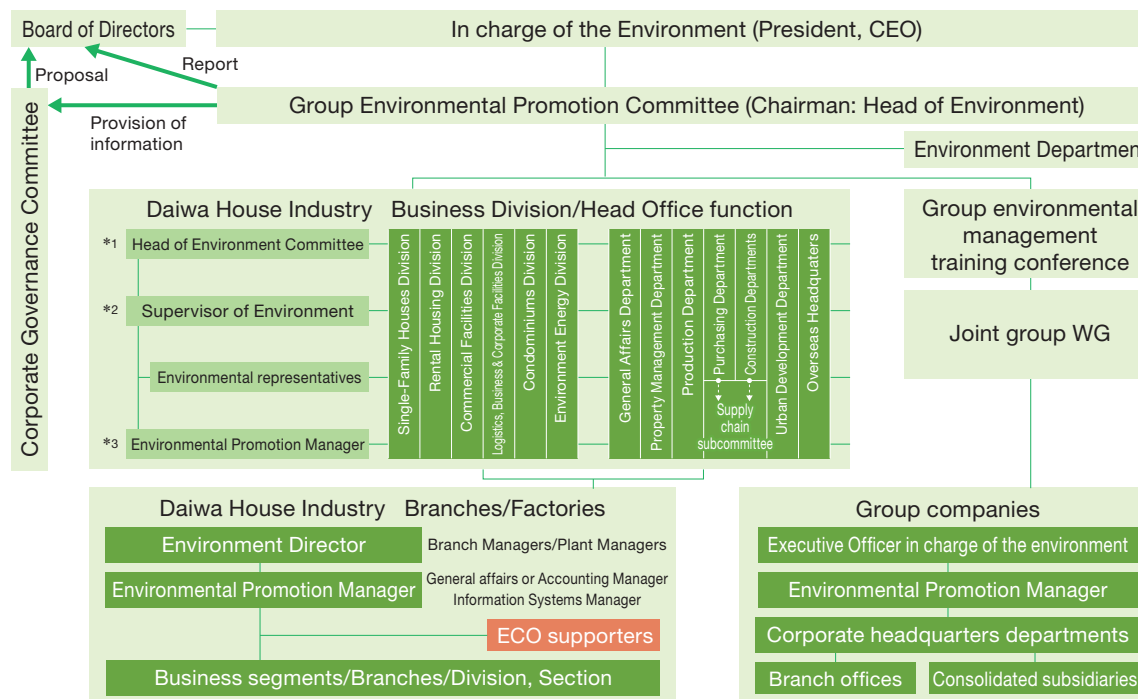 Board of Directors
In charge of the Environment (President, CEO)
Report
Proposal
Group Environmental Promotion Committee (Chairman: Head of Environment)
Provision of
information
Corporate Governance Committee
Environment Departmen
Daiwa House Industry Business Division/Head Office function
*1 Head of Environment Committee
*2 Supervisor of Environment
Environmental representatives
*3 Environmental Promotion Manager
Single-Family Houses Division
Rental Housing Division
Commercial Facilities Division
Logistics, Business & Corporate Facilities Division
Condominiums Division
Environment Energy Division
General Affairs Department
Property Management Department
Production Department
Purchasing Department
Construction Departments
Supply
chain
subcommittee
Urban Development Department
Overseas Headquaters
Group environmental
management
training conference
Joint group WG
Daiwa House Industry Branches/Factories
Environment Director
Branch Managers/Plant Managers
Environmental Promotion Manager
General affairs or Accounting Manager
Information Systems Manager
ECO supporters
Business segments/Branches/Division, Section
Group companies
Executive Officer in charge of the environment
Environmental Promotion Manager
Corporate headquarters departments
Branch offices
Consolidated subsidiaries